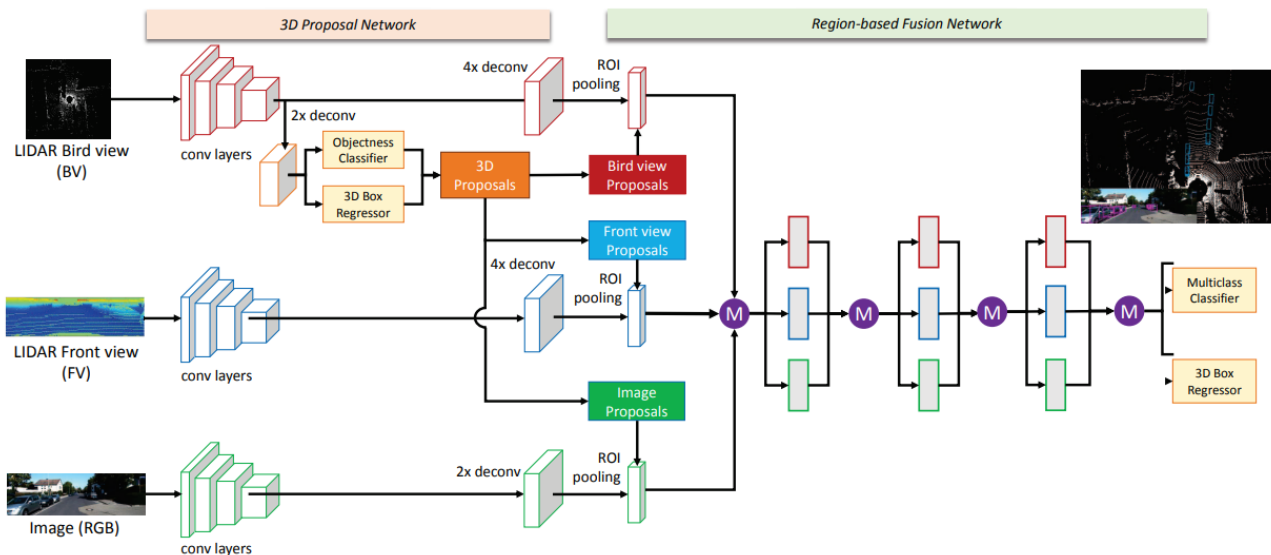 3D Proposal Network
Region-based Fusion Network
LIDAR Bird view
(BV)
conv layers
2x deconv
4x deconv
ROI
pooling
Objectness
Classifier
3D Box
Regressor
3D
Proposals
Bird view
Proposals
Front view
Proposals
LIDAR Front view
(FV)
conv layers
4x deconv
ROI
pooling
M
M
M
M
Multiclass
Classifier
3D Box
Regressor
Image
Proposals
Image (RGB)
conv layers
2x deconv
ROI
pooling